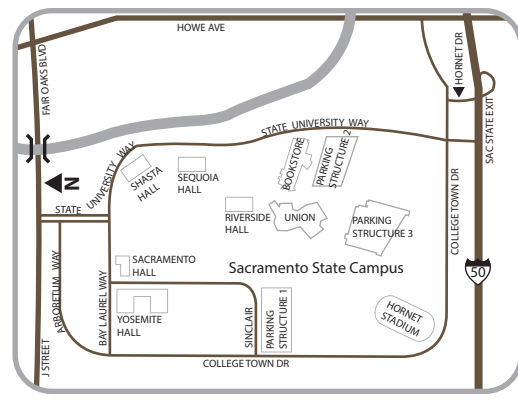 HOWE AVE
FAIR OAKS BLVD
HORNET DR
SAC STATE EXIT
STATE UNIVERSITY WAY
BOOKSTORE
PARKING
STRUCTURE 2
STATE UNIVERSITY WAY
SHASTA
HALL
SEQUOIA
HALL
N
RIVERSIDE
HALL
UNION
PARKING
STRUCTURE 3
COLLEGE TOWN DR
ARBORETUM WAY
BAY LAUREL WAY
SACRAMENTO
HALL
Sacramento State Campus
50
YOSEMITE
HALL
SINCLAIR
PARKING
STRUCTURE 1
HORNET
STADIUM
J STREET
COLLEGE TOWN DR